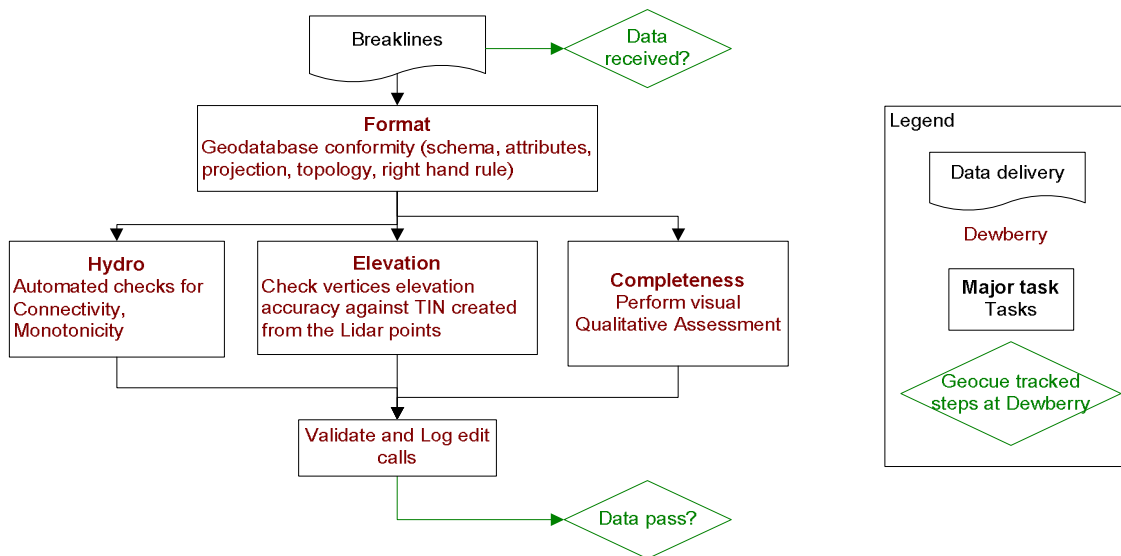 Breaklines
Data
received?
Format
Geodatabase conformity (schema, attributes,
projection, topology, right hand rule)
Hydro
Automated checks for
Connectivity,
Monotonicity
Elevation
Check vertices elevation
accuracy against TIN created
from the Lidar points
Completeness
Perform visual
Qualitative Assessment
Validate and Log edit
calls
Data pass?
Legend
Data delivery
Dewberry
Major task
Tasks
Geocue tracked
steps at Dewberry